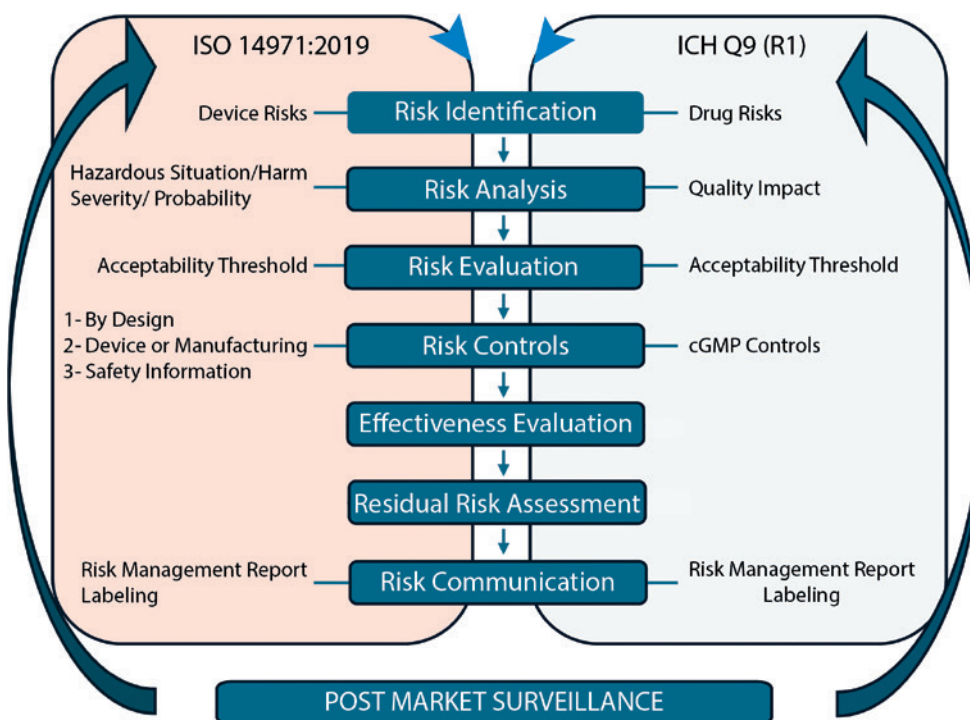 ISO 14971:2019
ICH Q9 (R1)
Device Risks
Risk Identification
Drug Risks
Hazardous Situation/Harm
Severity/ Probability
Risk Analysis
Quality Impact
Acceptability Threshold
Risk Evaluation
Acceptability Threshold
1- By Design
2- Device or Manufacturing
3- Safety Information
Risk Controls
cGMP Controls
Effectiveness Evaluation
Residual Risk Assessment
Risk Management Report
Labeling
Risk Communication
Risk Management Report
Labeling
POST MARKET SURVEILLANCE